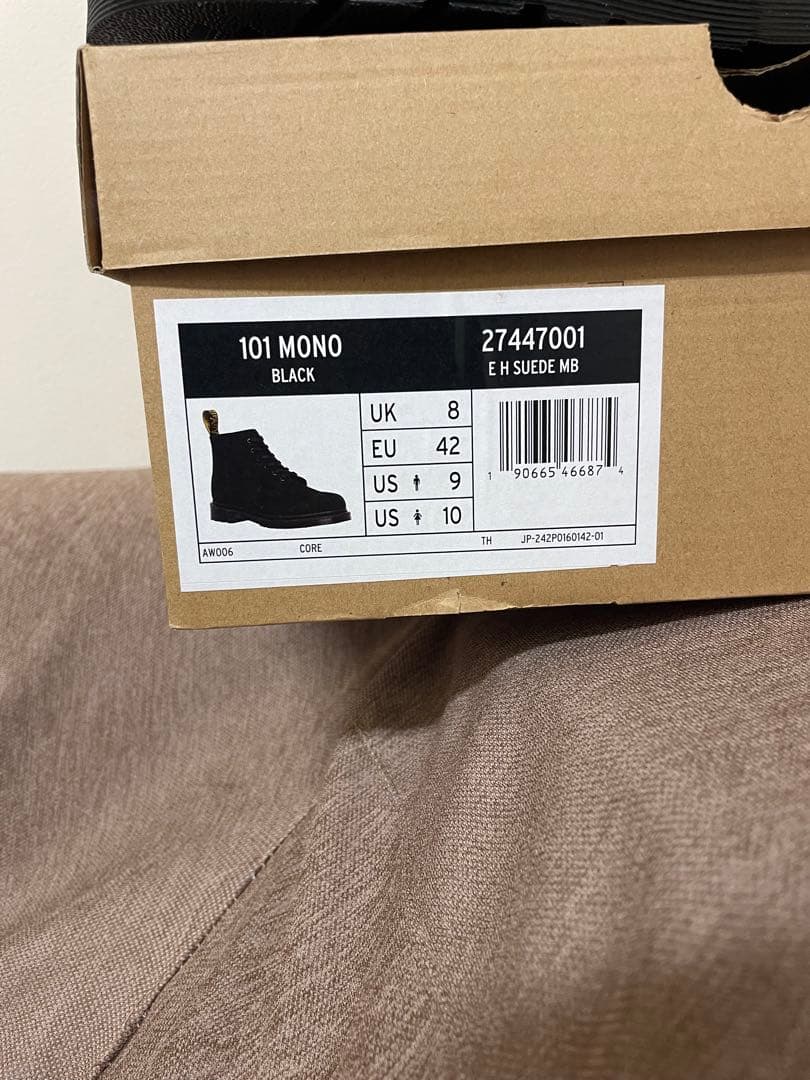 101 MONO
BLACK
27447001
E H SUEDE MB
UK 8
EU 42
US 9
US 10
1 90665 46687 4
AW006 CORE TH JP-242P0160142-01